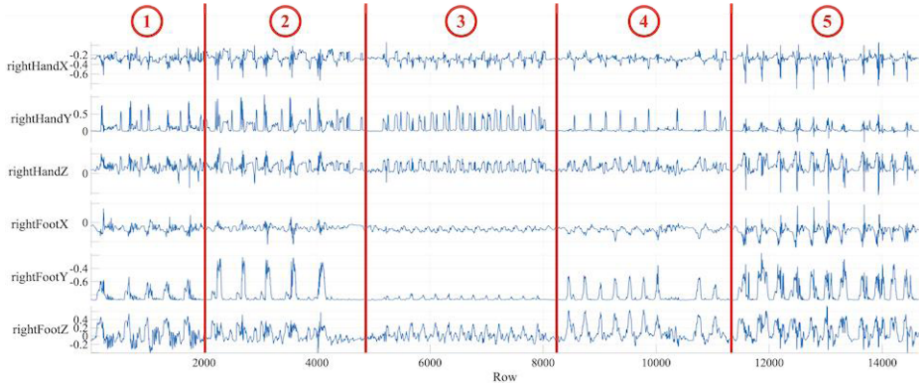 1 2 3 4 5
rightHandX -0.2 -0.4 -0.6
rightHandY 0.5 0
rightHandZ 0
rightFootX 0
rightFootY -0.4 -0.6
rightFootZ 0.4 0.2 0 -0.2
2000 4000 6000 8000 10000 12000 14000
Row